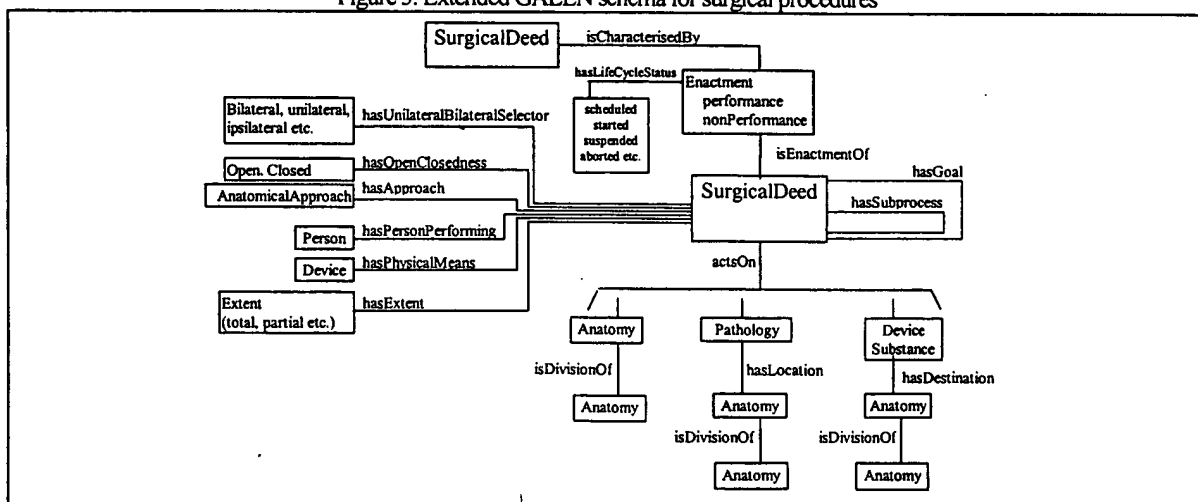 Figure 3: Extended GALEN schema for surgical procedures
SurgicalDeed
isCharacterisedBy
hasLifeCycleStatus
Enactment
performance
nonPerformance
scheduled
started
suspended
aborted etc.
Bilateral, unilateral,
ipsilateral etc.
hasUnilateralBilateralSelector
isEnactmentOf
Open. Closed
hasOpenClosedness
AnatomicalApproach
hasApproach
SurgicalDeed
hasGoal
hasSubprocess
Person
hasPersonPerforming
Device
hasPhysicalMeans
actsOn
Extent
(total, partial etc.)
hasExtent
Anatomy
Pathology
Device
Substance
isDivisionOf
hasLocation
hasDestination
Anatomy
Anatomy
Anatomy
isDivisionOf
isDivisionOf
Anatomy
Anatomy